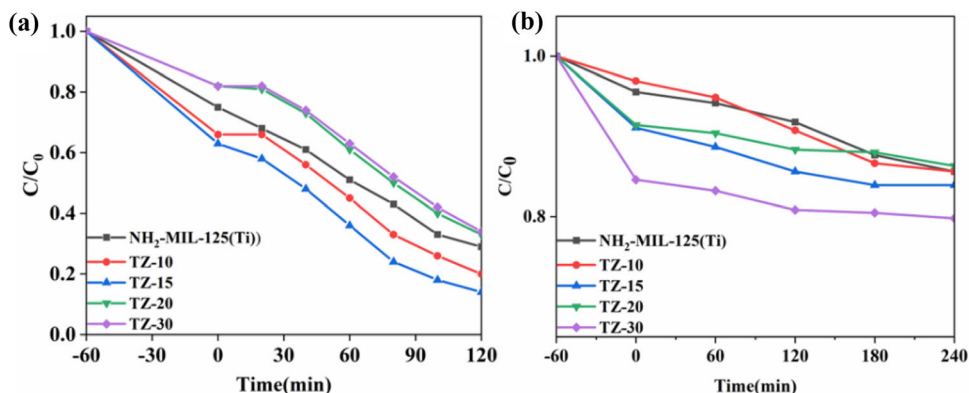 (a)
1.0
0.8
0.6
0.4
0.2
0.0
C/C0
NH2-MIL-125(Ti))
TZ-10
TZ-15
TZ-20
TZ-30
-60 -30 0 30 60 90 120
Time(min)
(b)
1.0
0.8
C/C0
NH2-MIL-125(Ti)
TZ-10
TZ-15
TZ-20
TZ-30
-60 0 60 120 180 240
Time(min)